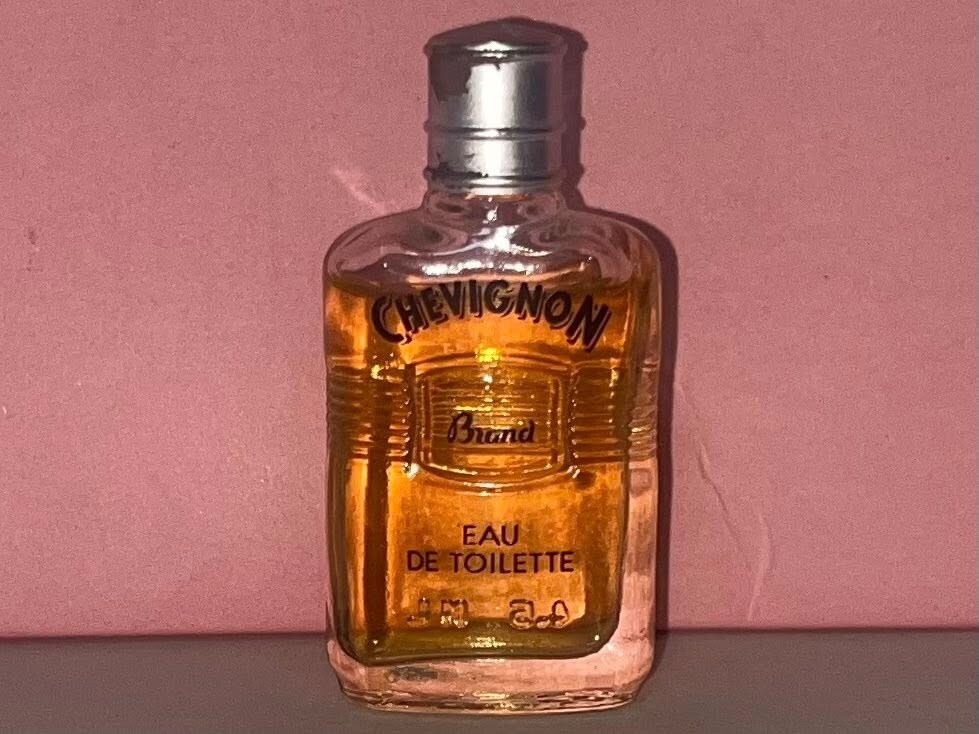 CHEVIGNON
Brand
EAU
DE TOILETTE